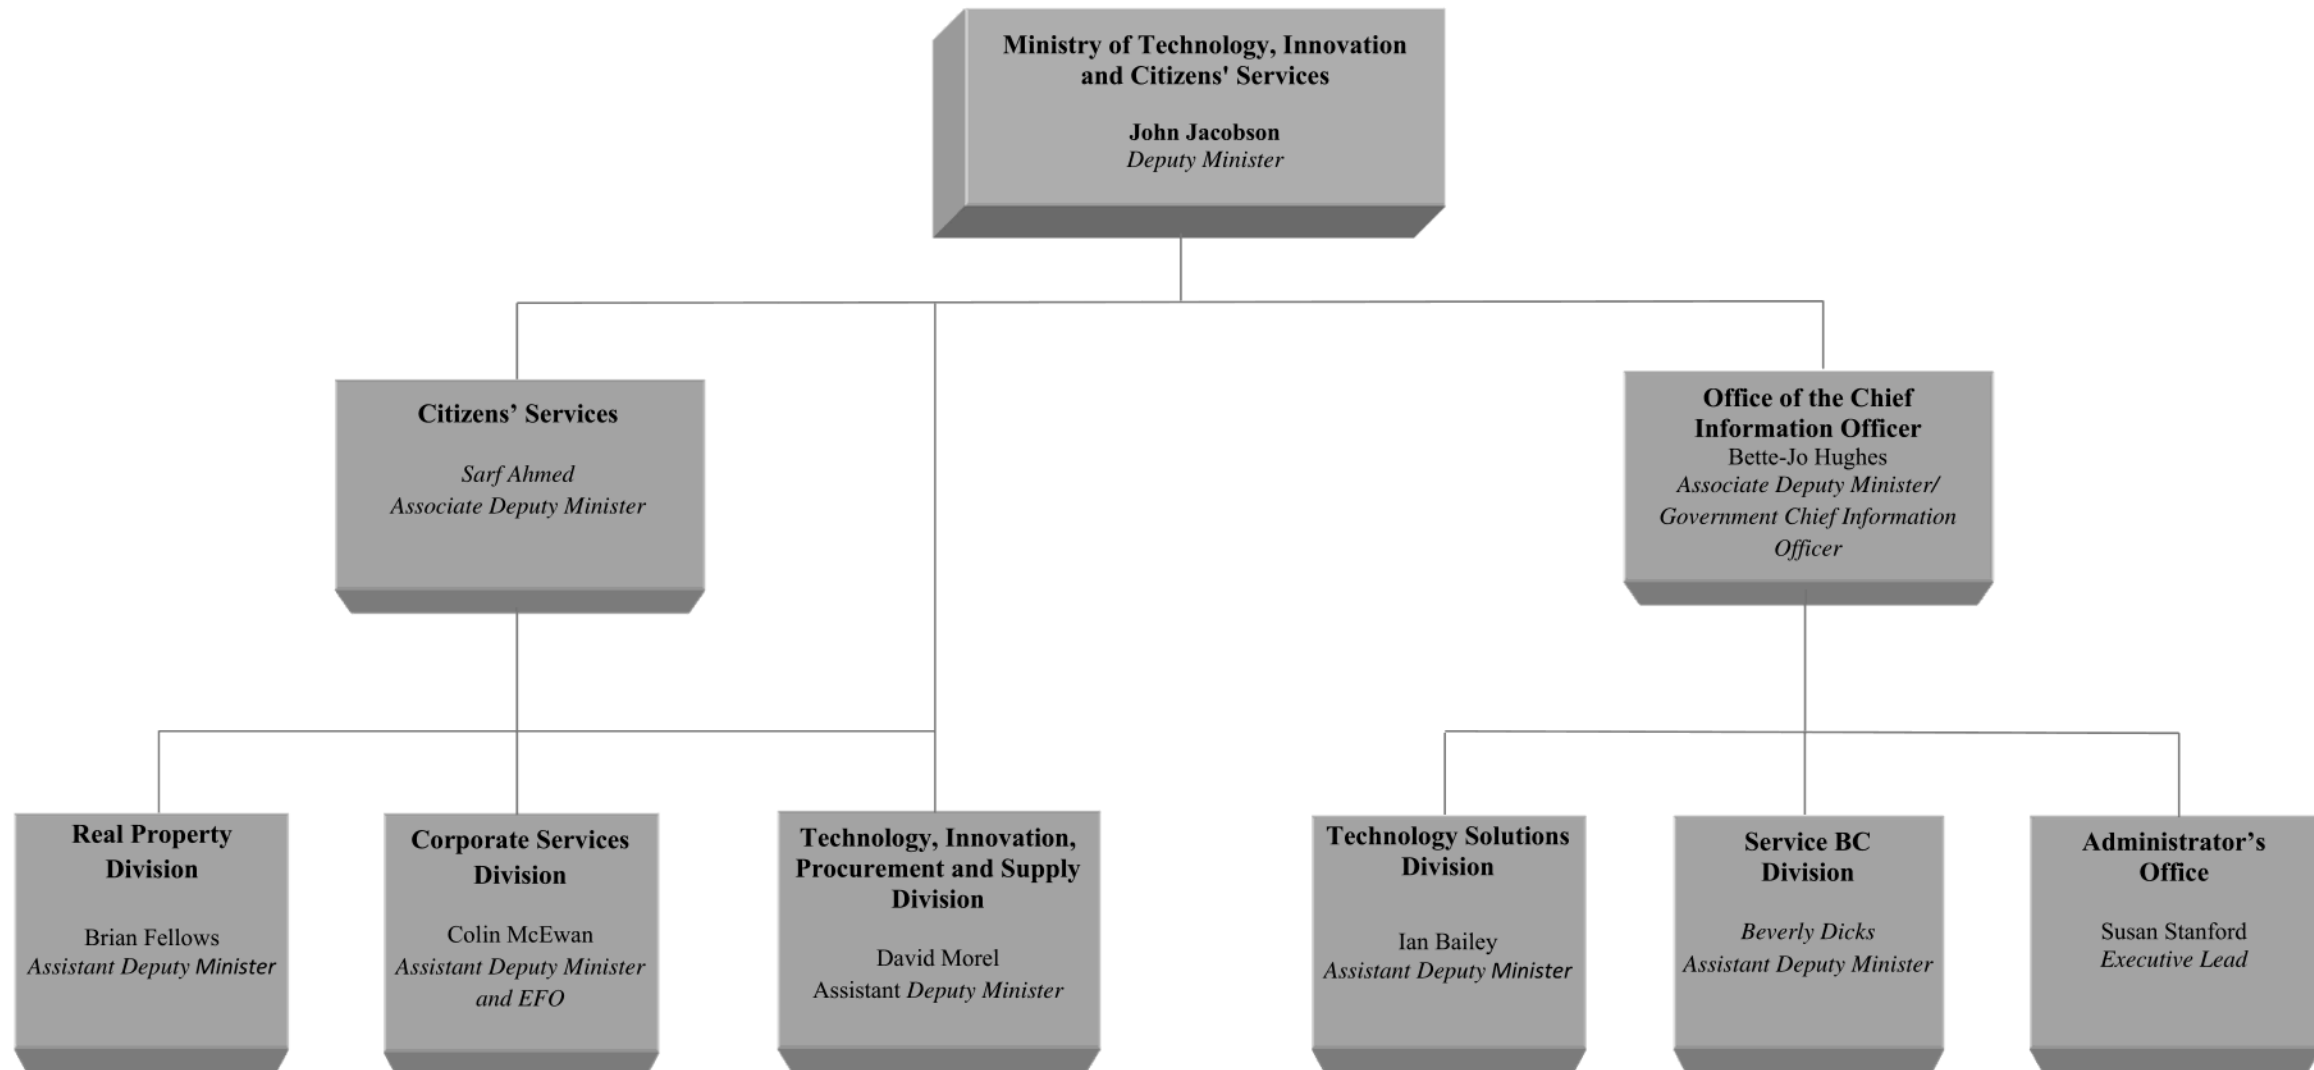 Ministry of Technology, Innovation
and Citizens' Services
John Jacobson
Deputy Minister
Citizens’ Services
Sarf Ahmed
Associate Deputy Minister
Office of the Chief
Information Officer
Bette-Jo Hughes
Associate Deputy Minister/
Government Chief Information
Officer
Real Property
Division
Brian Fellows
Assistant Deputy Minister
Corporate Services
Division
Colin McEwan
Assistant Deputy Minister
and EFO
Technology, Innovation,
Procurement and Supply
Division
David Morel
Assistant Deputy Minister
Technology Solutions
Division
Ian Bailey
Assistant Deputy Minister
Service BC
Division
Beverly Dicks
Assistant Deputy Minister
Administrator’s
Office
Susan Stanford
Executive Lead